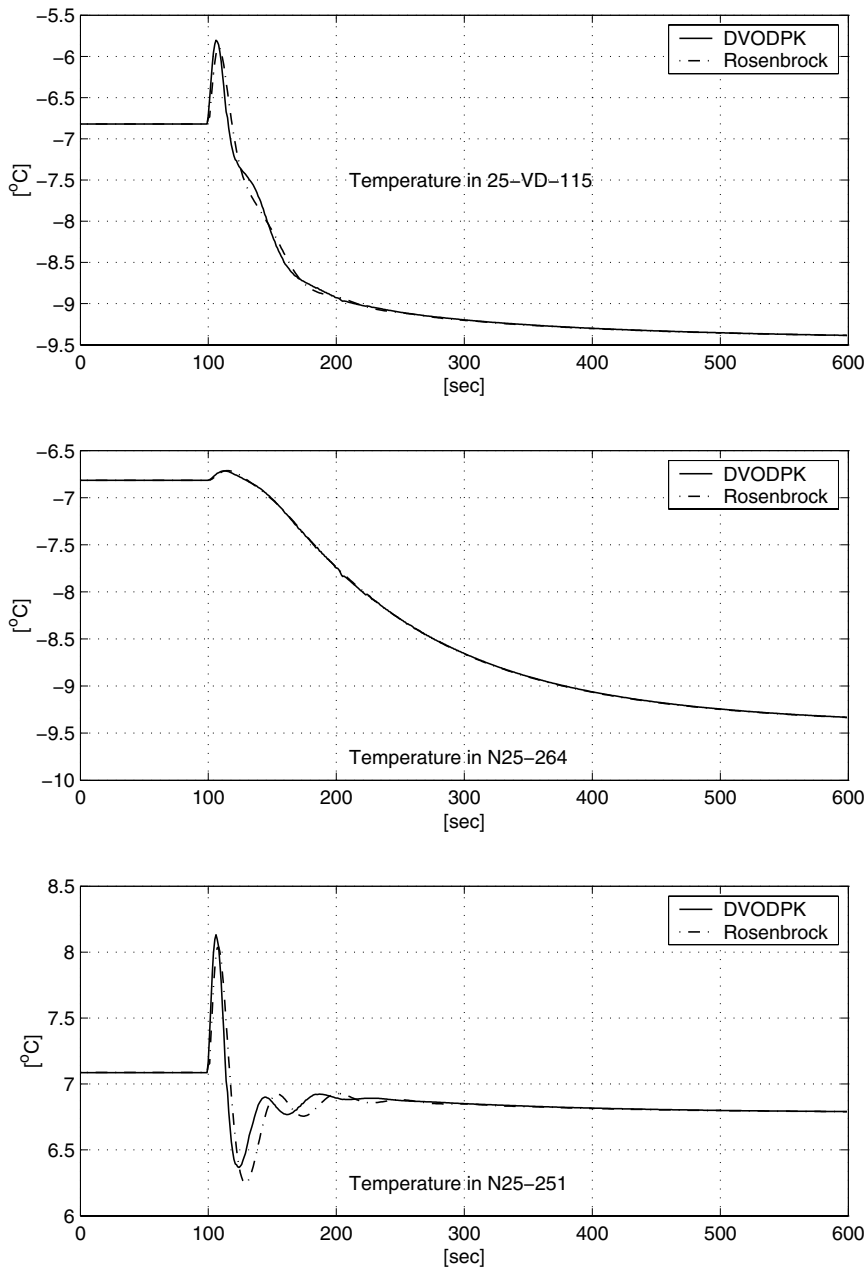 −5.5
−6
−6.5
−7
−7.5
−8
−8.5
−9
−9.5
[°C]
DVODPK
Rosenbrock
Temperature in 25−VD−115
0
100
200
300
400
500
600
[sec]
−6.5
−7
−7.5
−8
−8.5
−9
−9.5
−10
[°C]
DVODPK
Rosenbrock
Temperature in N25−264
0
100
200
300
400
500
600
[sec]
8.5
8
7.5
7
6.5
6
[°C]
DVODPK
Rosenbrock
Temperature in N25−251
0
100
200
300
400
500
600
[sec]